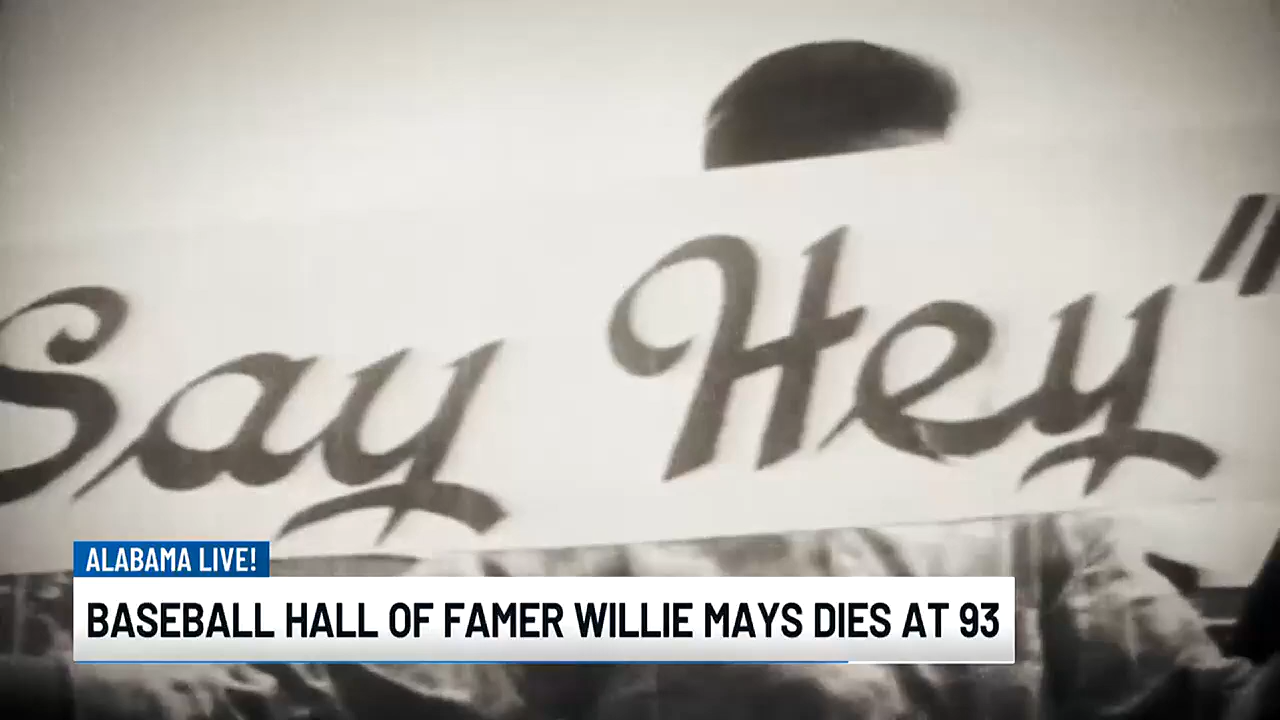 Say Hey"
ALABAMA LIVE!
BASEBALL HALL OF FAMER WILLIE MAYS DIES AT 93